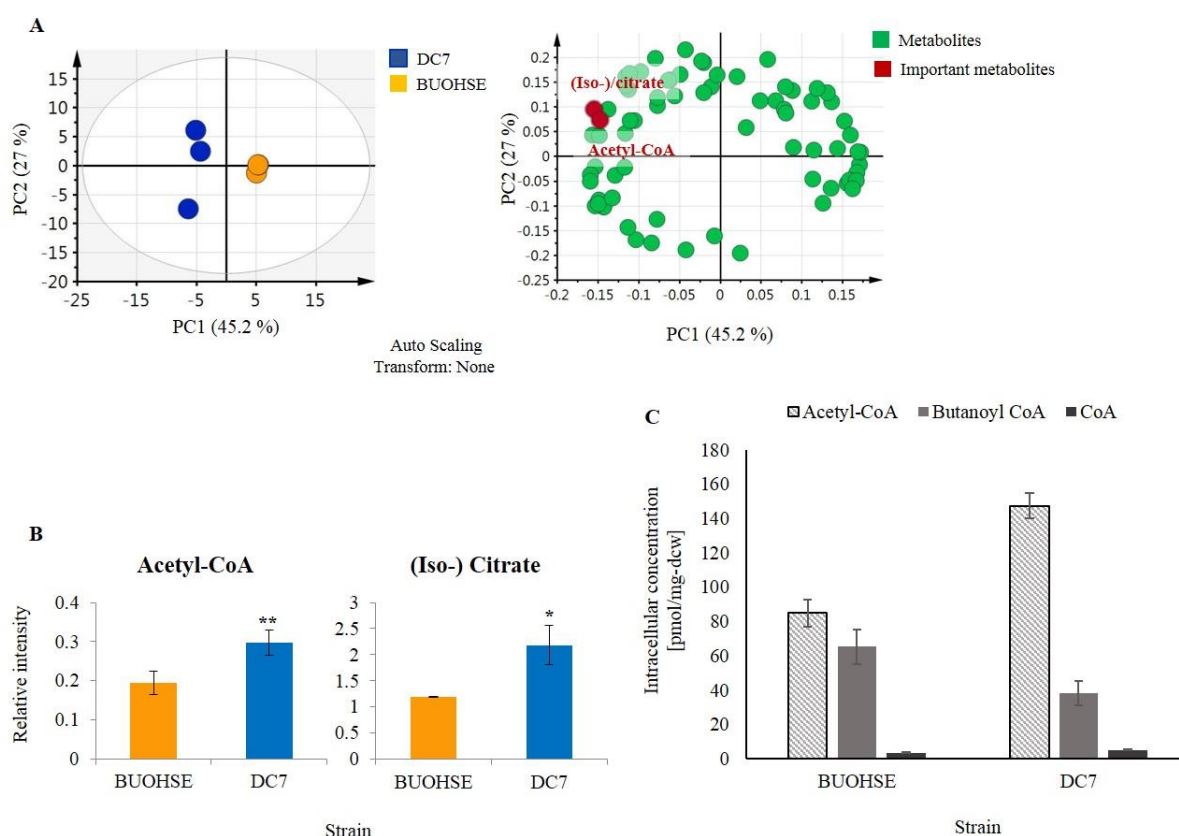 A
DC7
BUOHSE
PC2 (27 %)
15
10
5
0
-5
-10
-15
-20
-25
-15
-5
5
15
PC1 (45.2 %)
Auto Scaling
Transform: None
Metabolites
Important metabolites
(Iso-)/citrate
Acetyl-CoA
PC2 (27 %)
0.2
0.15
0.1
0.05
0
-0.05
-0.1
-0.15
-0.2
-0.25
-0.2
-0.15
-0.1
-0.05
0
0.05
0.1
0.15
PC1 (45.2 %)
B
Acetyl-CoA
Relative intensity
0.4
0.3
0.2
0.1
0
**
BUOHSE
DC7
(Iso-) Citrate
3
2.5
2
1.5
1
0.5
0
*
BUOHSE
DC7
Strain
C
Acetyl-CoA
Butanoyl CoA
CoA
Intracellular concentration
[pmol/mg-dcw]
180
160
140
120
100
80
60
40
20
0
BUOHSE
DC7
Strain